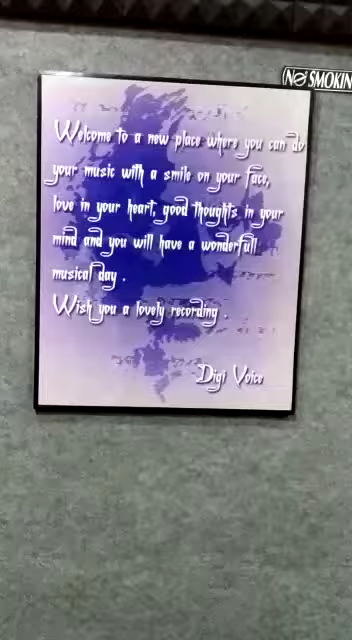 NO SMOKIN
Welcome to a new place where you can do
your music with a smile on your face,
love in your heart, good thoughts in your
mind and you will have a wonderfull
musical day .
Wish you a lovely recording .
Digi Voice